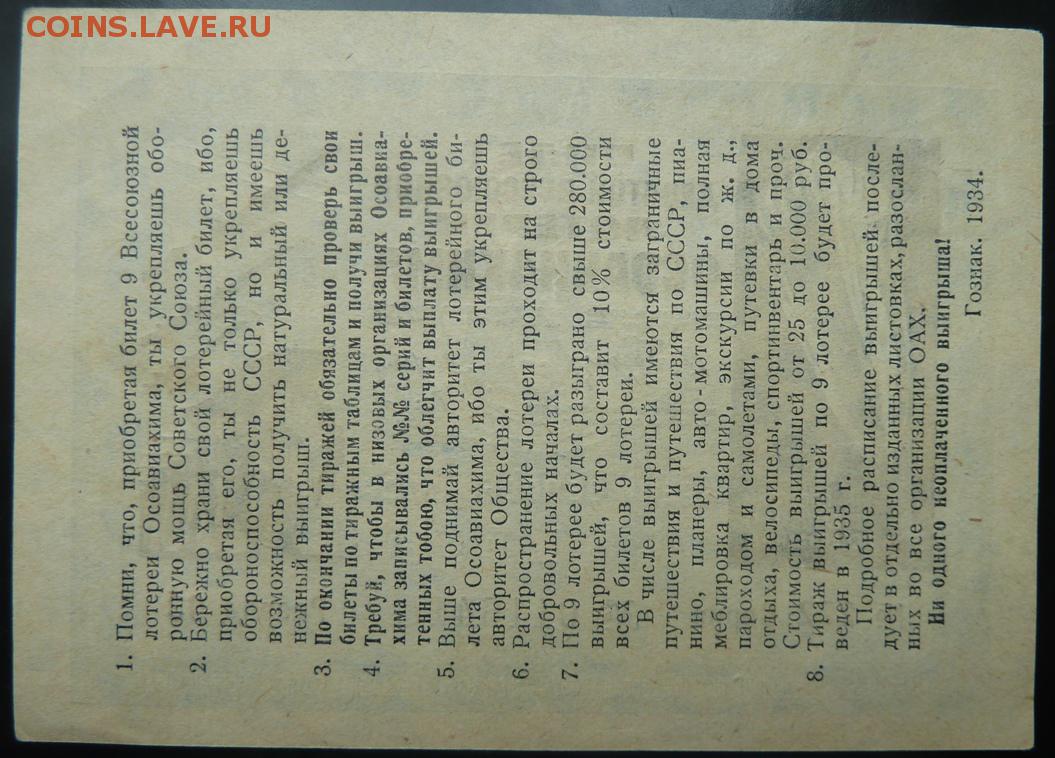 COINS.LAVE.RU
1. Помни, что, приобретая билет 9 Всесоюзной
лотереи Осоавиахима, ты укрепляешь обо-
ронную мощь Советского Союза.
2. Бережно храни свой лотерейный билет, ибо,
приобретая его, ты не только укрепляешь
обороноспособность СССР, но и имеешь
возможность получить натуральный или де-
нежный выигрыш.
3. По окончании тиражей обязательно проверь свои
билеты по тиражным таблицам и получи выигрыш.
4. Требуй, чтобы в низовых организациях Осоавиа-
хима записывались №№ серий и билетов, приобре-
тенных тобою, что облегчит выплату выигрышей.
5. Выше поднимай авторитет лотерейного би-
лета Осоавиахима, ибо ты этим укрепляешь
авторитет Общества.
6. Распространение лотереи проходит на строго
добровольных началах.
7. По 9 лотерее будет разыграно свыше 280.000
выигрышей, что составит 10% стоимости
всех билетов 9 лотереи.
В числе выигрышей имеются заграничные
путешествия и путешествия по СССР, пиа-
нино, планеры, авто-мотомашины, полная
меблировка квартир, экскурсии по ж. д.,
пароходом и самолетами, путевки в дома
отдыха, велосипеды, спортинвентарь и проч.
Стоимость выигрышей от 25 до 10.000 руб.
8. Тираж выигрышей по 9 лотерее будет про-
веден в 1935 г.
Подробное расписание выигрышей после-
дует в отдельно изданных листовках, разослан-
ных во все организации ОАХ.
Ни одного неоплаченного выигрыша!
Гознак. 1934.